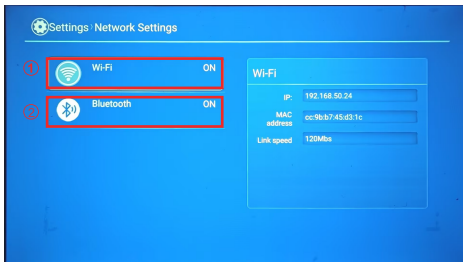 Settings › Network Settings
① Wi-Fi ON
② Bluetooth ON
Wi-Fi
IP: 192.168.50.24
MAC address cc:9b:b7:45:d3:1c
Link speed 120Mbs